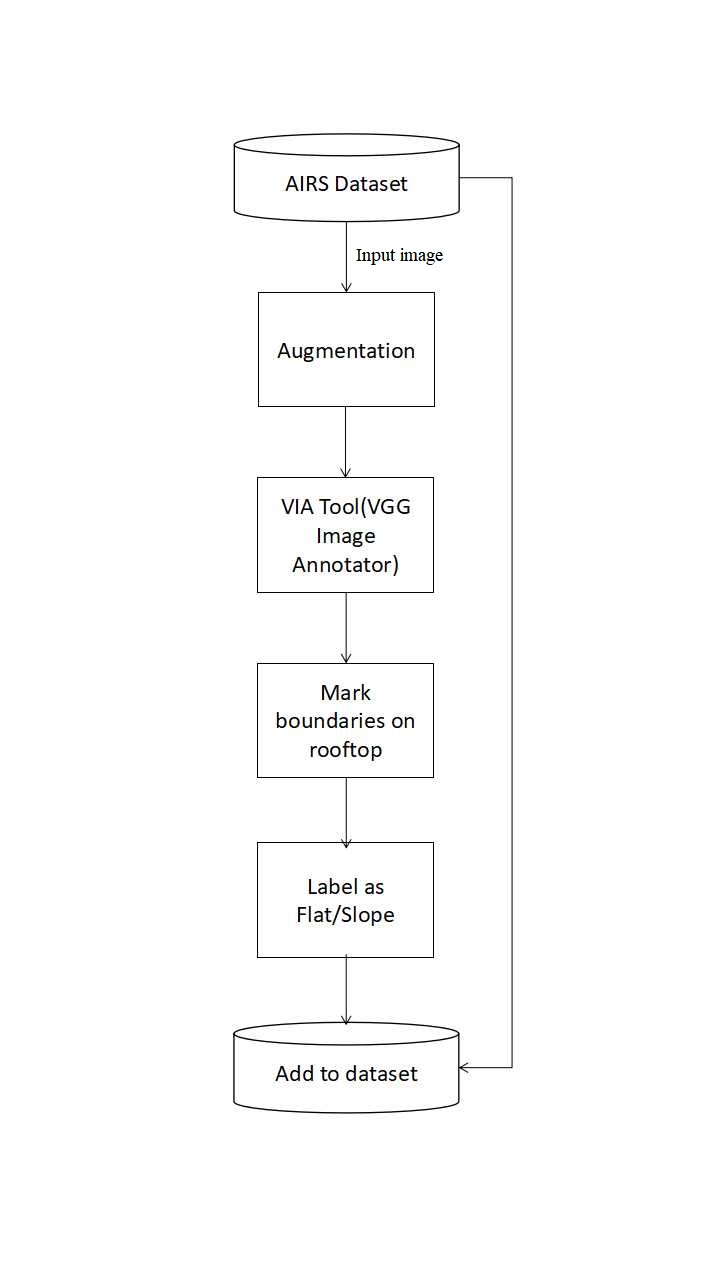 AIRS Dataset
Input image
Augmentation
VIA Tool(VGG
Image
Annotator)
Mark
boundaries on
rooftop
Label as
Flat/Slope
Add to dataset